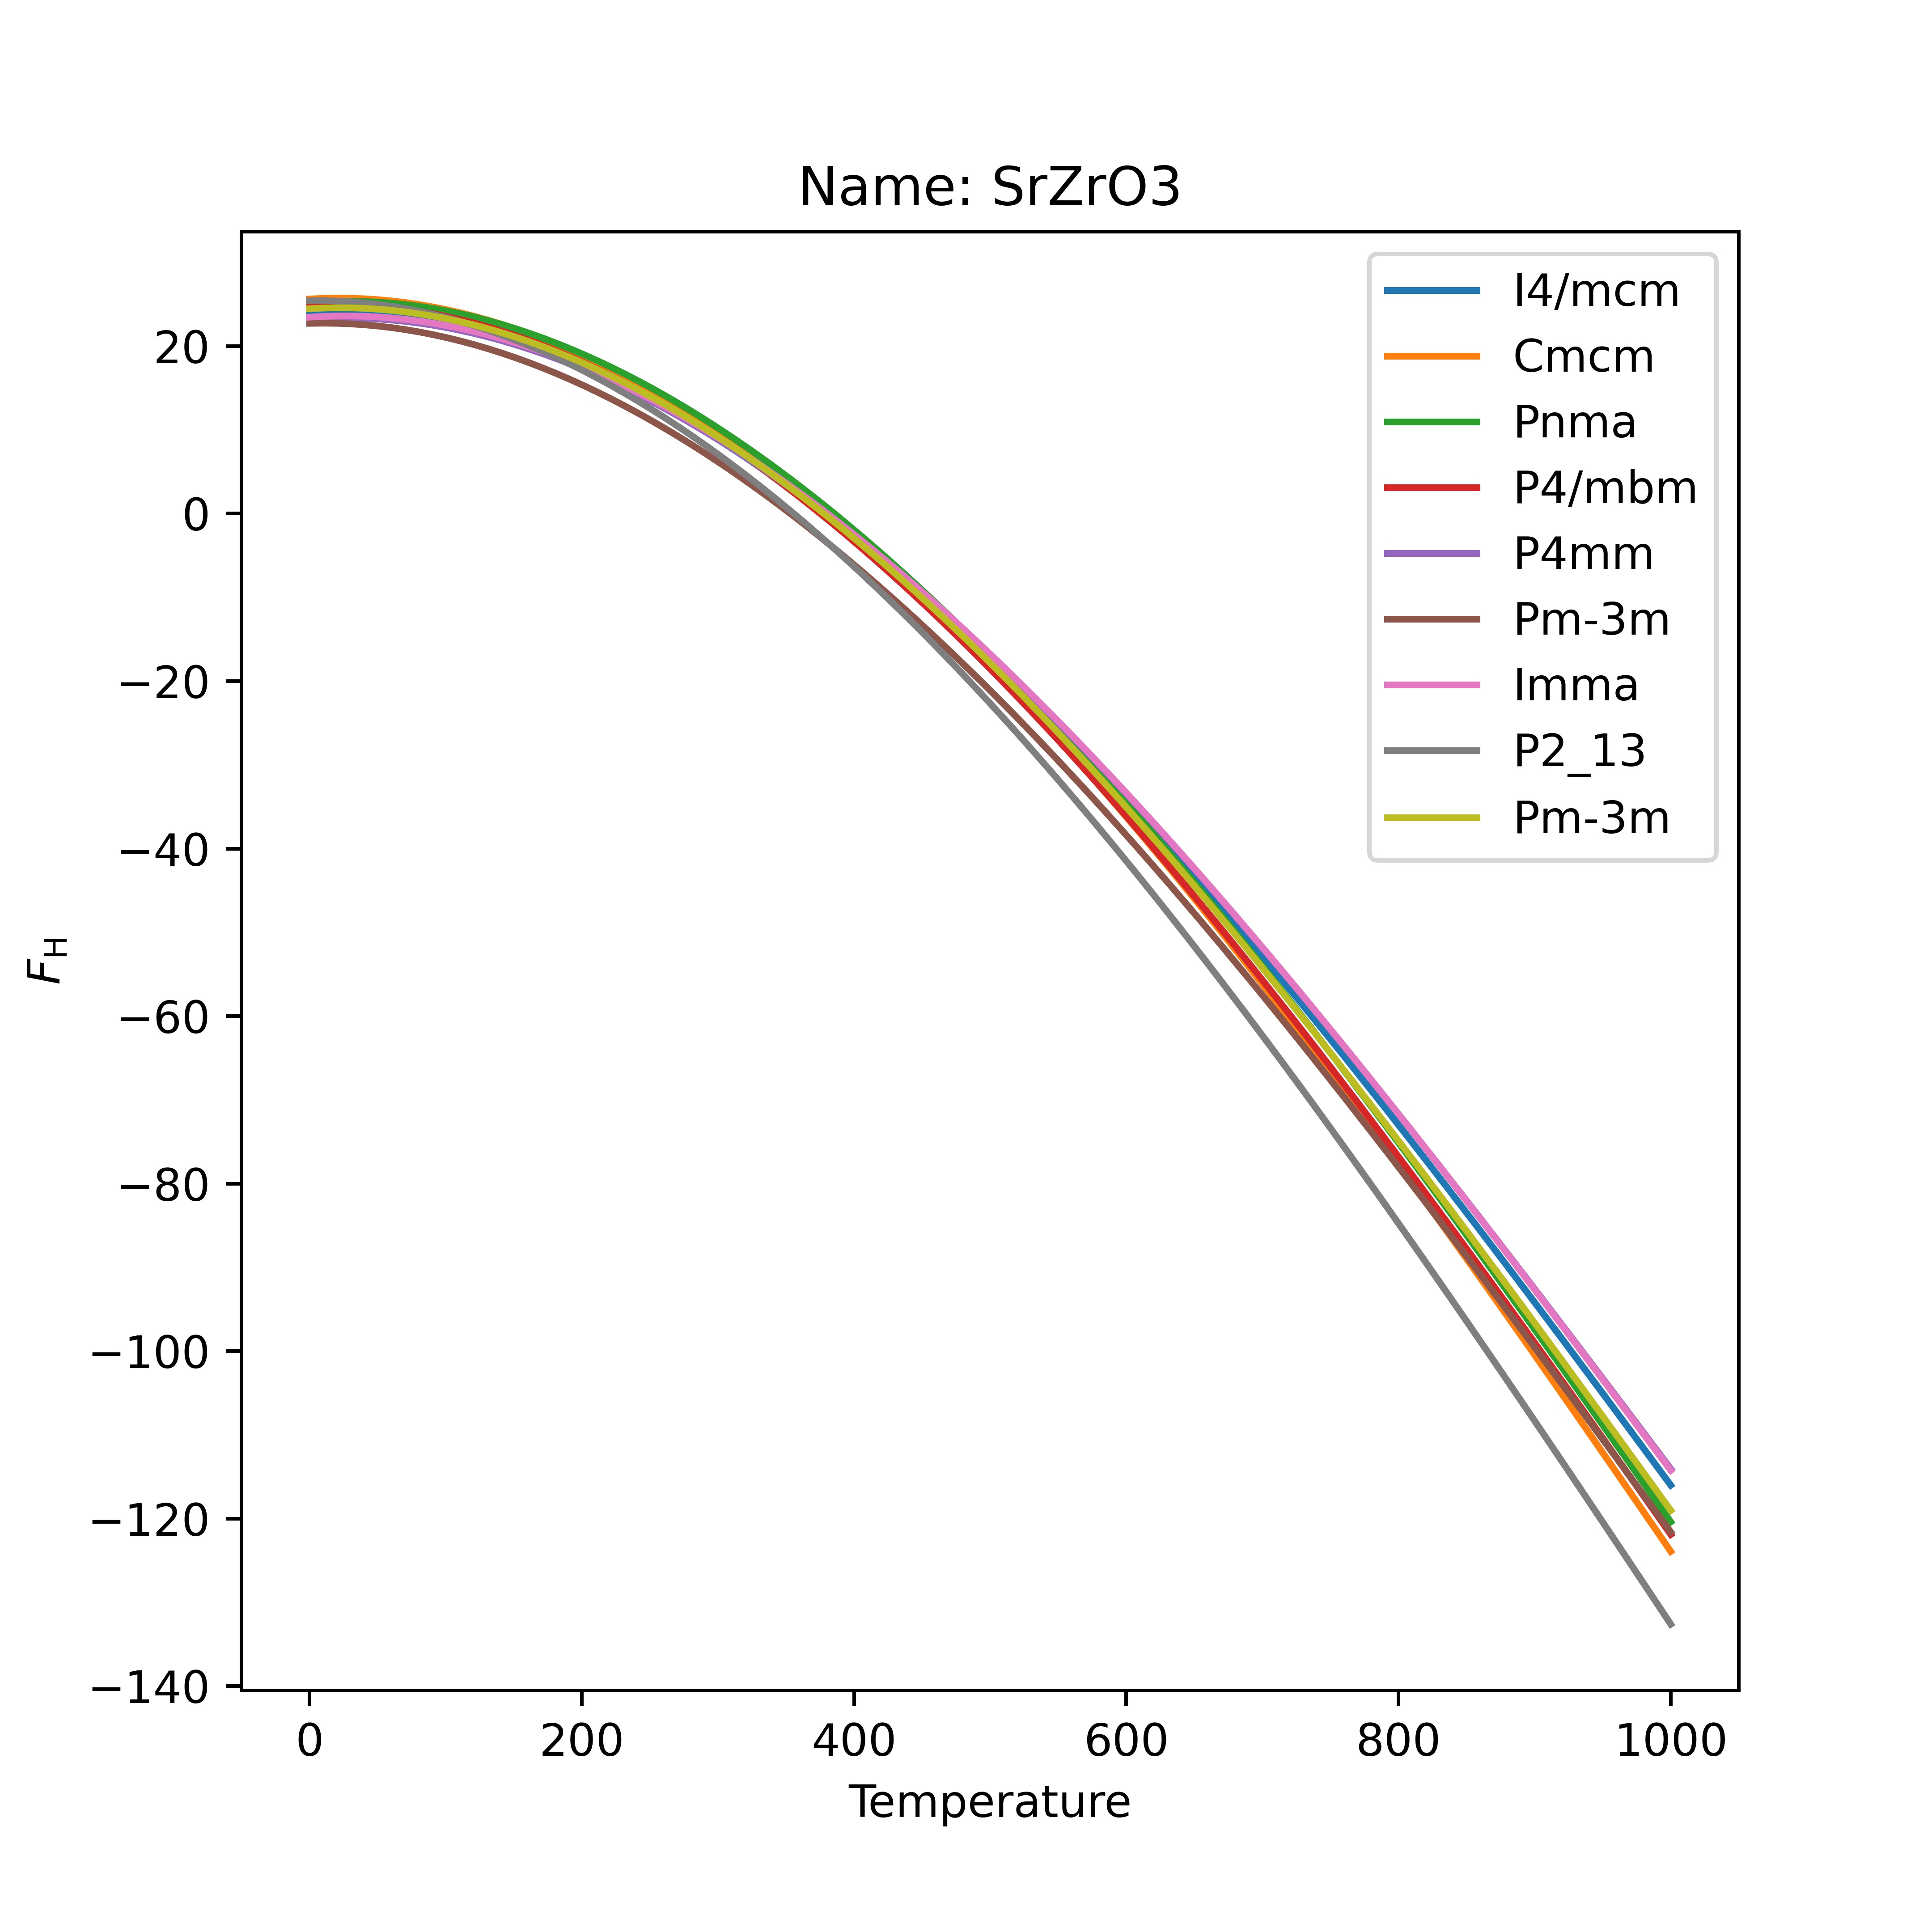 Name: SrZrO3
I4/mcm
Cmcm
Pnma
P4/mbm
P4mm
Pm-3m
Imma
P2_13
Pm-3m
20
0
−20
−40
−60
−80
−100
−120
−140
F_H
0 200 400 600 800 1000
Temperature